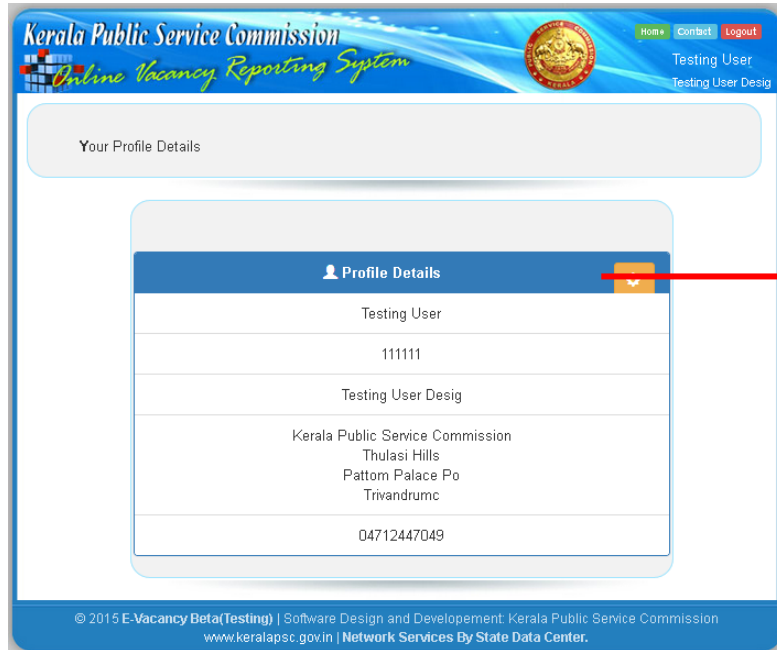 Kerala Public Service Commission
Online Vacancy Reporting System
Home Contact Logout
Testing User
Testing User Desig
Your Profile Details
Profile Details
Testing User
111111
Testing User Desig
Kerala Public Service Commission
Thulasi Hills
Pattom Palace Po
Trivandrumc
04712447049
© 2015 E-Vacancy Beta(Testing) | Software Design and Developement: Kerala Public Service Commission
www.keralapsc.gov.in | Network Services By State Data Center.